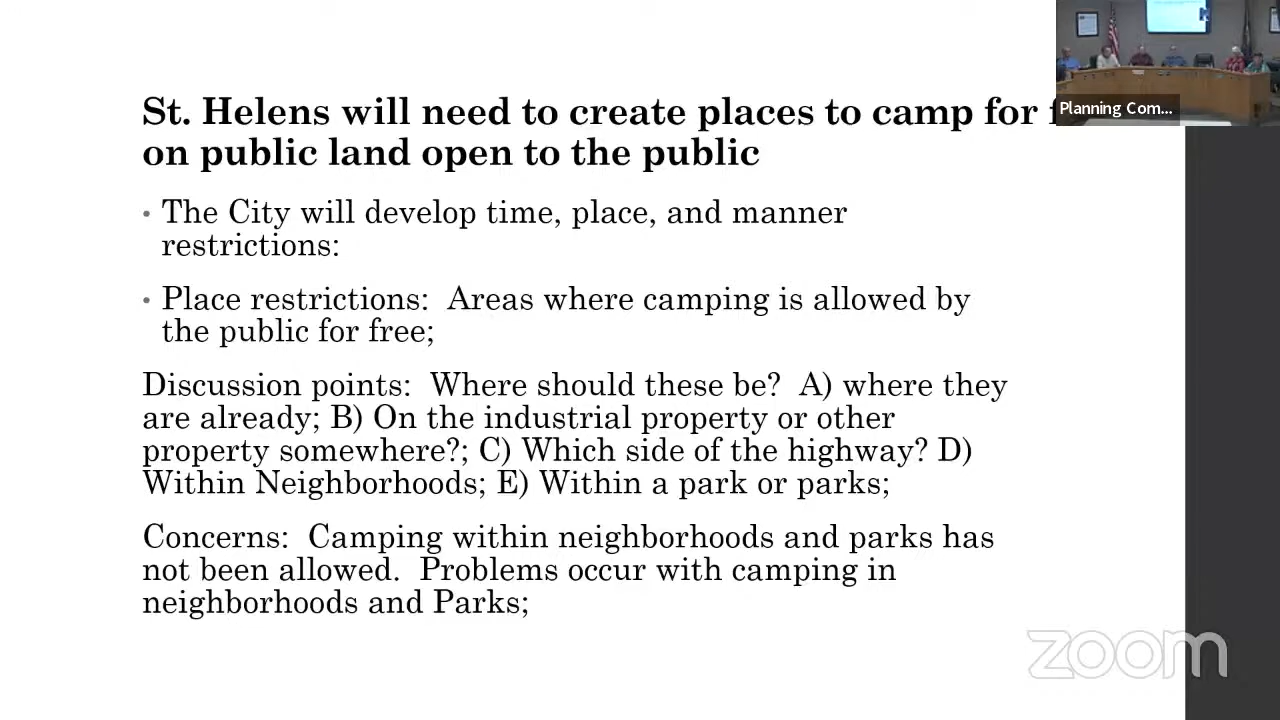 St. Helens will need to create places to camp for
on public land open to the public
• The City will develop time, place, and manner
restrictions:
• Place restrictions: Areas where camping is allowed by
the public for free;
Discussion points: Where should these be? A) where they
are already; B) On the industrial property or other
property somewhere?; C) Which side of the highway? D)
Within Neighborhoods; E) Within a park or parks;
Concerns: Camping within neighborhoods and parks has
not been allowed. Problems occur with camping in
neighborhoods and Parks;
Planning Com...
zoom